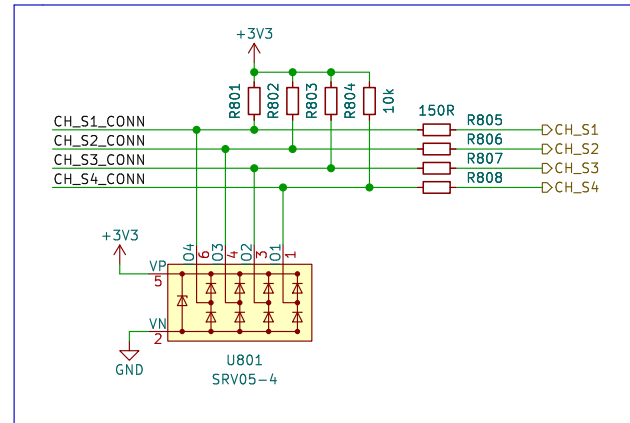 +3V3
R801
R802
R803
R804
10k
150R
CH_S1_CONN
R805
CH_S1
CH_S2_CONN
R806
CH_S2
CH_S3_CONN
R807
CH_S3
CH_S4_CONN
R808
CH_S4
+3V3
IO4
6
IO3
4
IO2
3
IO1
1
VP
5
VN
2
GND
U801
SRV05-4